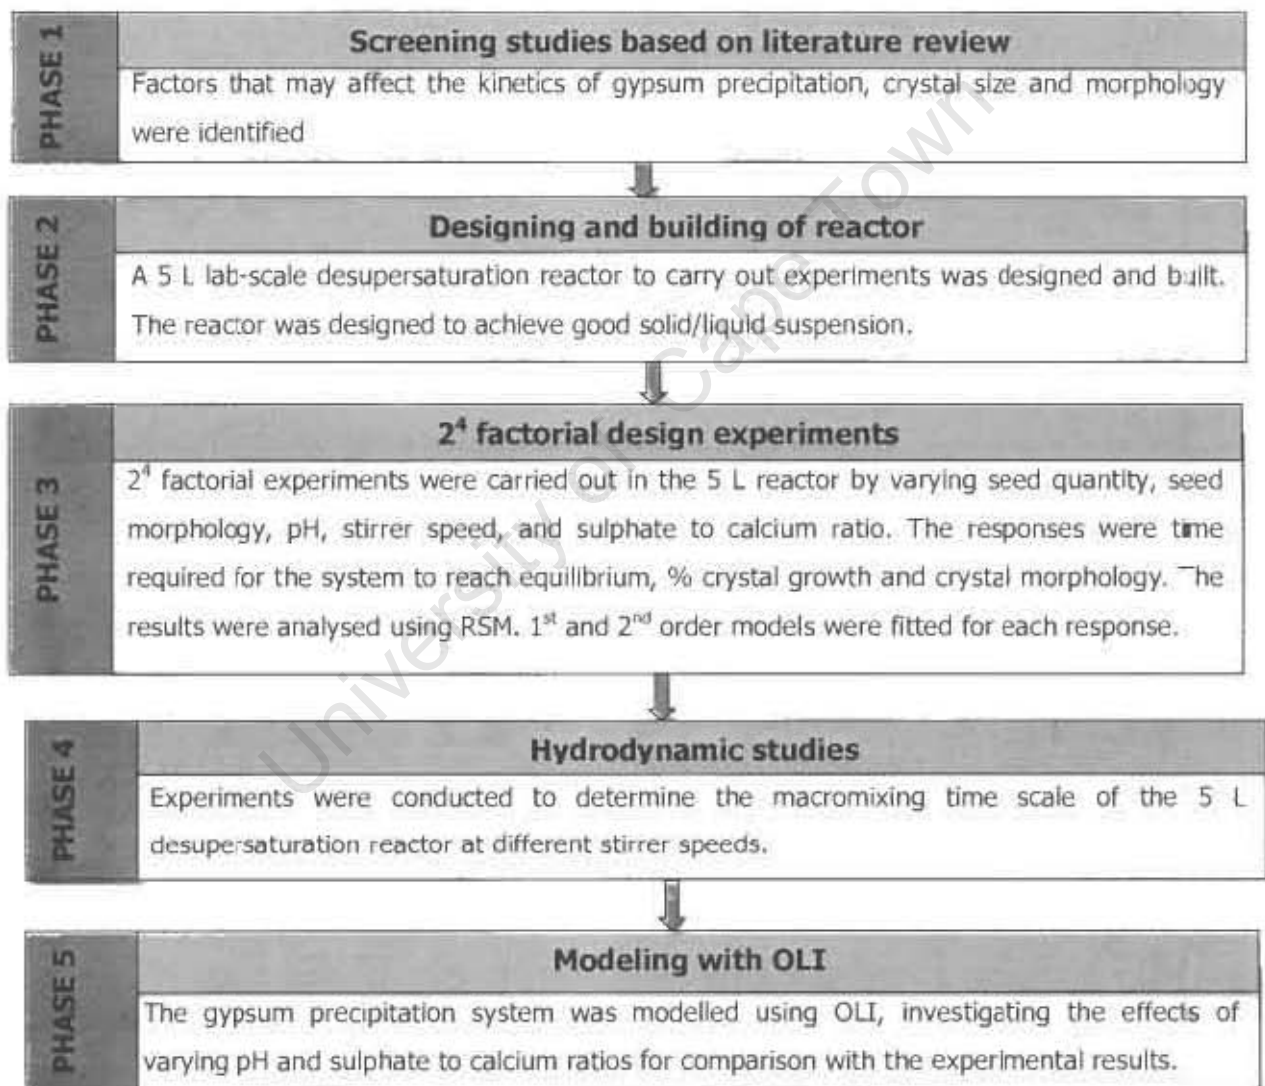 PHASE 1
Screening studies based on literature review
Factors that may affect the kinetics of gypsum precipitation, crystal size and morphology
were identified
PHASE 2
Designing and building of reactor
A 5 L lab-scale desupersaturation reactor to carry out experiments was designed and built.
The reactor was designed to achieve good solid/liquid suspension.
PHASE 3
2⁴ factorial design experiments
2⁴ factorial experiments were carried out in the 5 L reactor by varying seed quantity, seed
morphology, pH, stirrer speed, and sulphate to calcium ratio. The responses were time
required for the system to reach equilibrium, % crystal growth and crystal morphology. The
results were analysed using RSM. 1ˢᵗ and 2ⁿᵈ order models were fitted for each response.
PHASE 4
Hydrodynamic studies
Experiments were conducted to determine the macromixing time scale of the 5 L
desupersaturation reactor at different stirrer speeds.
PHASE 5
Modeling with OLI
The gypsum precipitation system was modelled using OLI, investigating the effects of
varying pH and sulphate to calcium ratios for comparison with the experimental results.
University of Cape Town